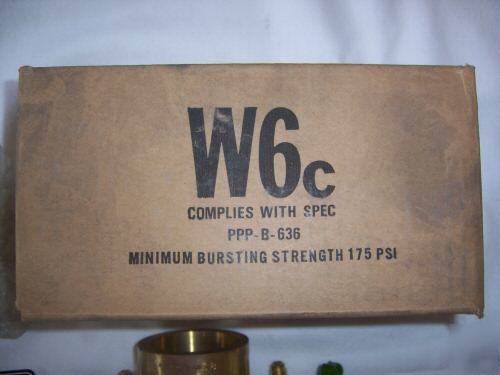 W6c
COMPLIES WITH SPEC
PPP-B-636
MINIMUM BURSTING STRENGTH 175 PSI